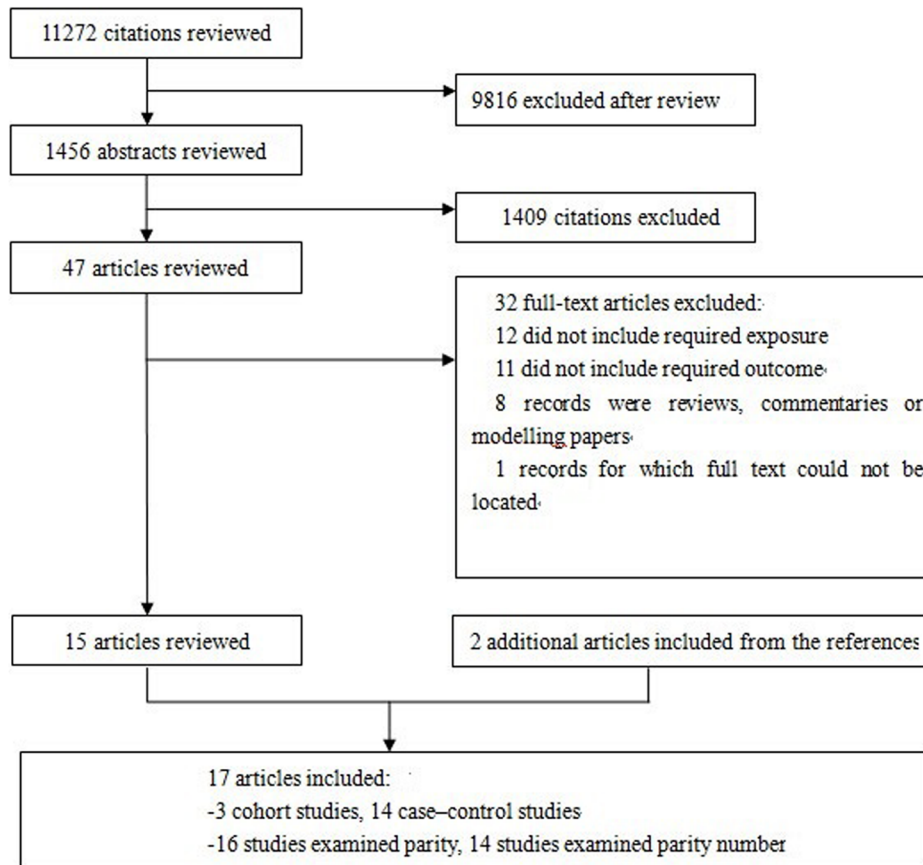 11272 citations reviewed
9816 excluded after review
1456 abstracts reviewed
1409 citations excluded
47 articles reviewed
32 full-text articles excluded:
12 did not include required exposure
11 did not include required outcome
8 records were reviews, commentaries or
modelling papers
1 records for which full text could not be
located
15 articles reviewed
2 additional articles included from the references
17 articles included:
-3 cohort studies, 14 case–control studies
-16 studies examined parity, 14 studies examined parity number